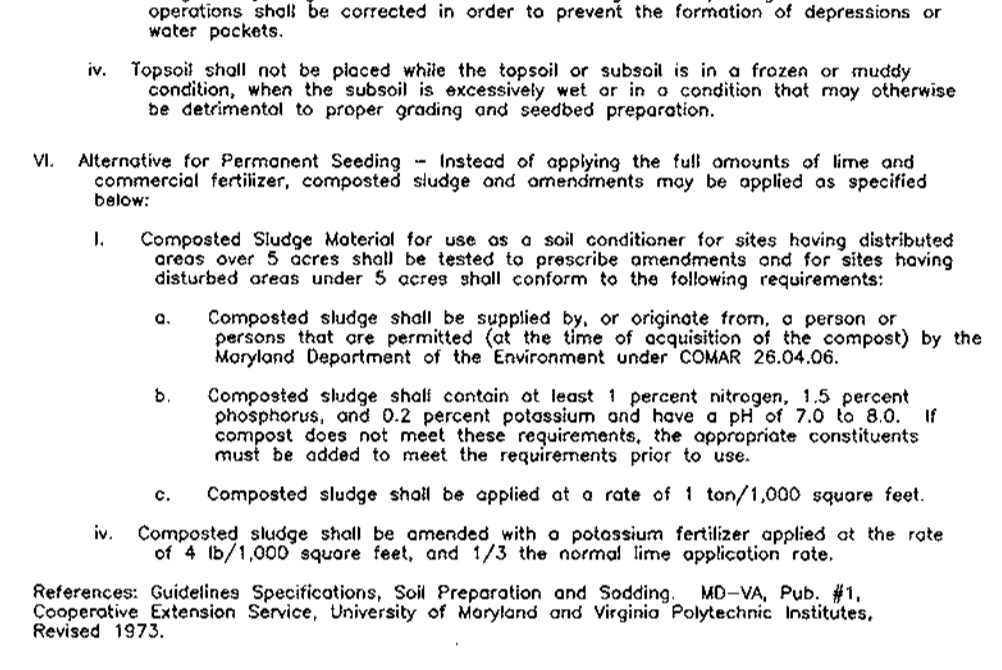 operations shall be corrected in order to prevent the formation of depressions or
water pockets.
iv. Topsoil shall not be placed while the topsoil or subsoil is in a frozen or muddy
condition, when the subsoil is excessively wet or in a condition that may otherwise
be detrimental to proper grading and seedbed preparation.
VI. Alternative for Permanent Seeding – Instead of applying the full amounts of lime and
commercial fertilizer, composted sludge and amendments may be applied as specified
below:
I. Composted Sludge Material for use as a soil conditioner for sites having distributed
areas over 5 acres shall be tested to prescribe amendments and for sites having
disturbed areas under 5 acres shall conform to the following requirements:
a. Composted sludge shall be supplied by, or originate from, a person or
persons that are permitted (at the time of acquisition of the compost) by the
Maryland Department of the Environment under COMAR 26.04.06.
b. Composted sludge shall contain at least 1 percent nitrogen, 1.5 percent
phosphorus, and 0.2 percent potassium and have a pH of 7.0 to 8.0. If
compost does not meet these requirements, the appropriate constituents
must be added to meet the requirements prior to use.
c. Composted sludge shall be applied at a rate of 1 ton/1,000 square feet.
iv. Composted sludge shall be amended with a potassium fertilizer applied at the rate
of 4 lb/1,000 square feet, and 1/3 the normal lime application rate.
References: Guidelines Specifications, Soil Preparation and Sodding. MD-VA, Pub. #1,
Cooperative Extension Service, University of Maryland and Virginia Polytechnic Institutes,
Revised 1973.